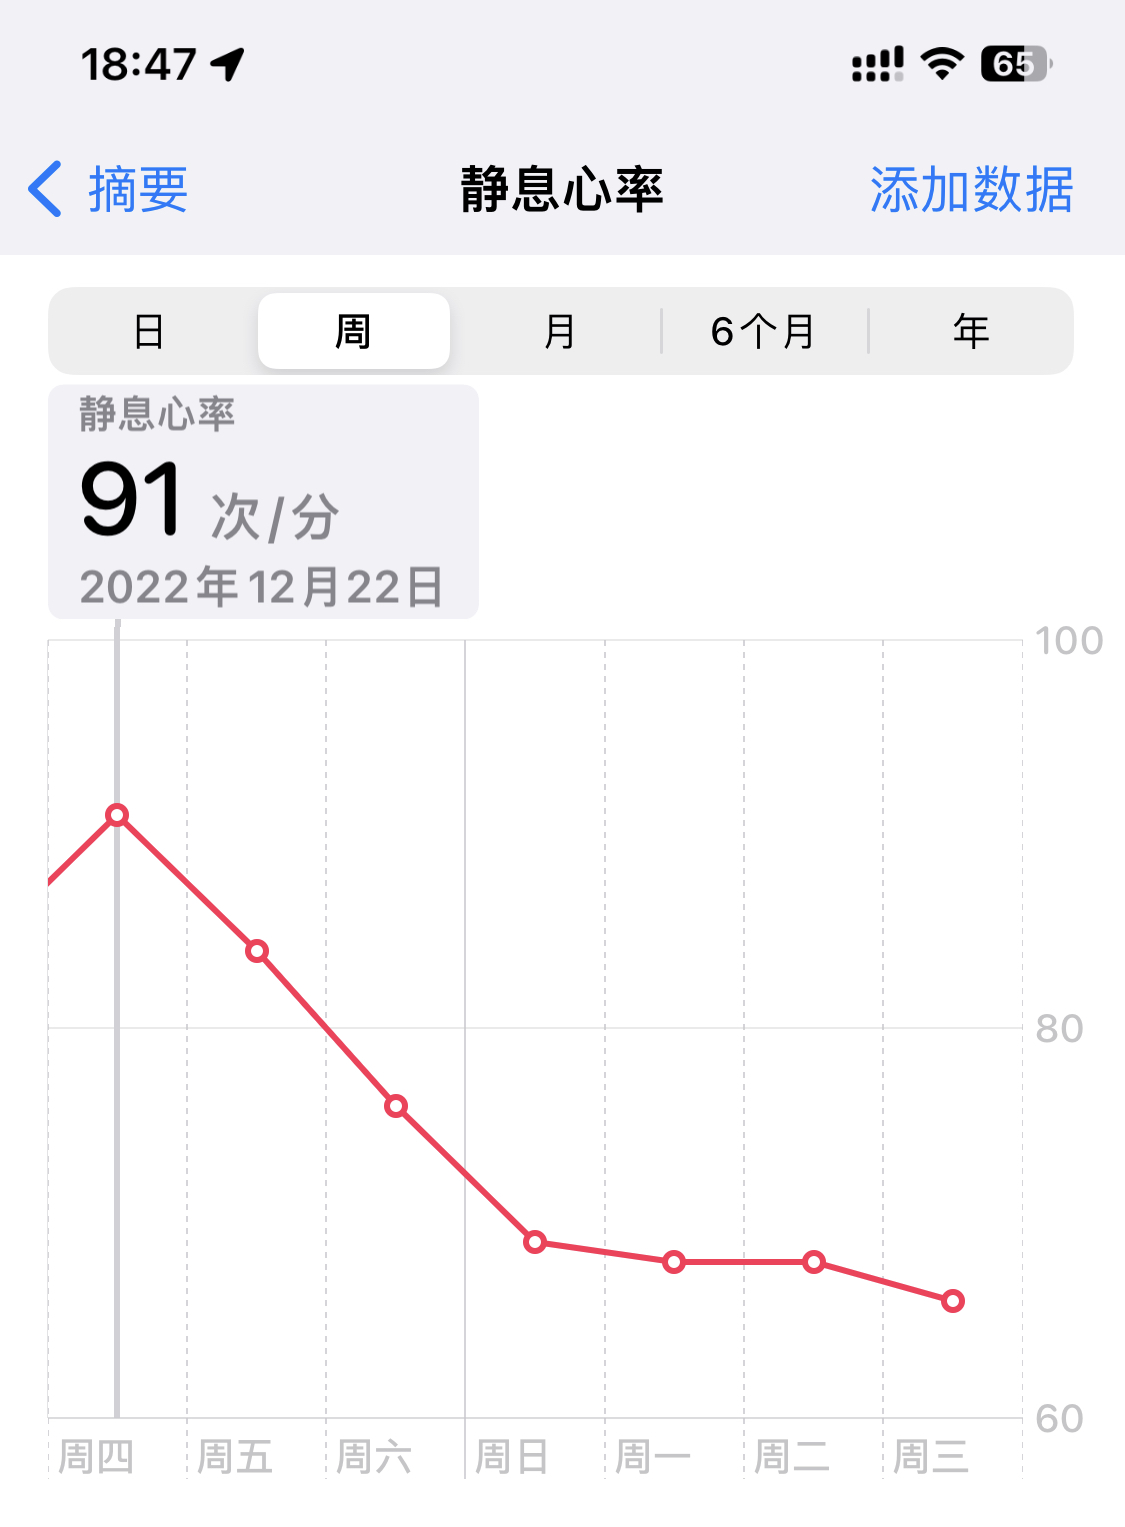 18:47
65
摘要
静息心率
添加数据
日
周
月
6个月
年
静息心率
91 次/分
2022年12月22日
100
80
60
周四
周五
周六
周日
周一
周二
周三